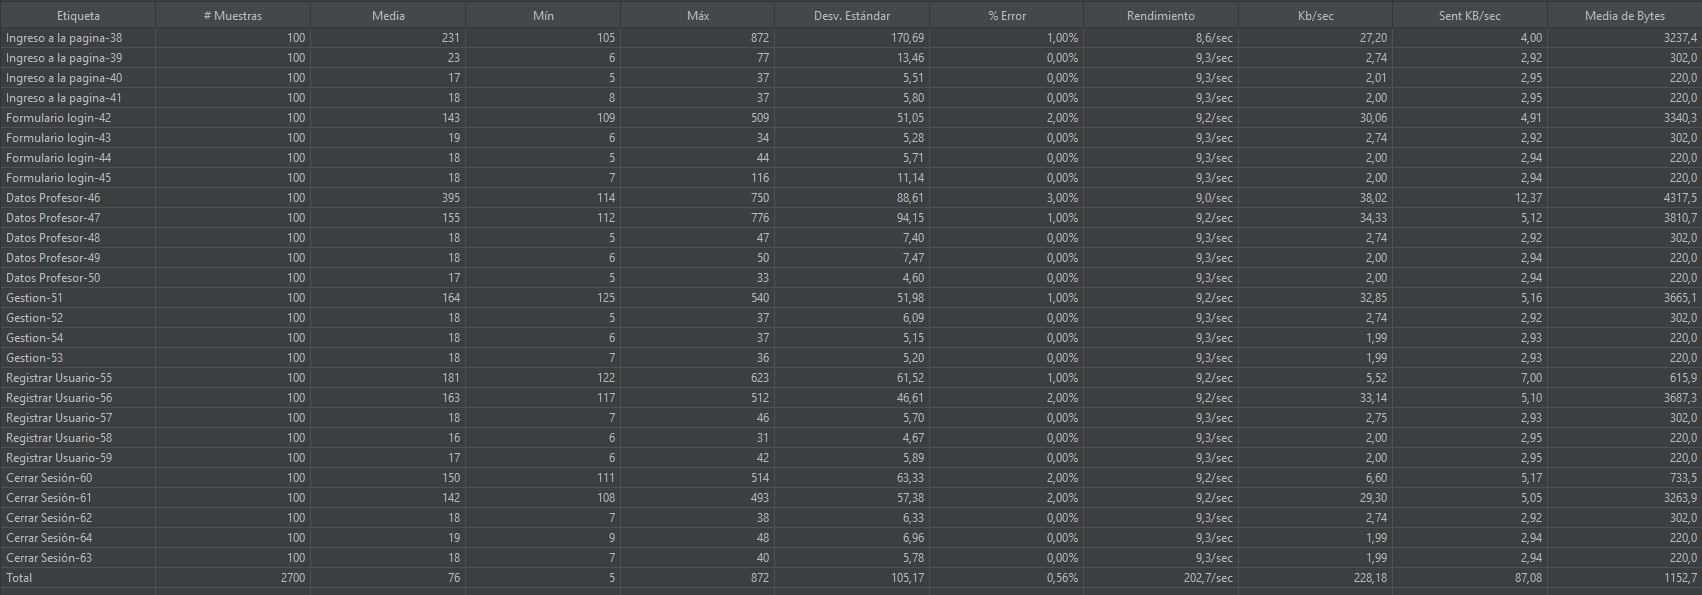 Etiqueta # Muestras Media Mín Máx Desv. Estándar % Error Rendimiento Kb/sec Sent KB/sec Media de Bytes
Ingreso a la pagina-38 100 231 105 872 170,69 1,00% 8,6/sec 27,20 4,00 3237,4
Ingreso a la pagina-39 100 23 6 77 13,46 0,00% 9,3/sec 2,74 2,92 302,0
Ingreso a la pagina-40 100 17 5 37 5,51 0,00% 9,3/sec 2,01 2,95 220,0
Ingreso a la pagina-41 100 18 8 37 5,80 0,00% 9,3/sec 2,00 2,95 220,0
Formulario login-42 100 143 109 509 51,05 2,00% 9,2/sec 30,06 4,91 3340,3
Formulario login-43 100 19 6 34 5,28 0,00% 9,3/sec 2,74 2,92 302,0
Formulario login-44 100 18 5 44 5,71 0,00% 9,3/sec 2,00 2,94 220,0
Formulario login-45 100 18 7 116 11,14 0,00% 9,3/sec 2,00 2,94 220,0
Datos Profesor-46 100 395 114 750 88,61 3,00% 9,0/sec 38,02 12,37 4317,5
Datos Profesor-47 100 155 112 776 94,15 1,00% 9,2/sec 34,33 5,12 3810,7
Datos Profesor-48 100 18 5 47 7,40 0,00% 9,3/sec 2,74 2,92 302,0
Datos Profesor-49 100 18 6 50 7,47 0,00% 9,3/sec 2,00 2,94 220,0
Datos Profesor-50 100 17 5 33 4,60 0,00% 9,3/sec 2,00 2,94 220,0
Gestion-51 100 164 125 540 51,98 1,00% 9,2/sec 32,85 5,16 3665,1
Gestion-52 100 18 5 37 6,09 0,00% 9,3/sec 2,74 2,92 302,0
Gestion-54 100 18 6 37 5,15 0,00% 9,3/sec 1,99 2,93 220,0
Gestion-53 100 18 7 36 5,20 0,00% 9,3/sec 1,99 2,93 220,0
Registrar Usuario-55 100 181 122 623 61,52 1,00% 9,2/sec 5,52 7,00 615,9
Registrar Usuario-56 100 163 117 512 46,61 2,00% 9,2/sec 33,14 5,10 3687,3
Registrar Usuario-57 100 18 7 46 5,70 0,00% 9,3/sec 2,75 2,93 302,0
Registrar Usuario-58 100 16 6 31 4,67 0,00% 9,3/sec 2,00 2,95 220,0
Registrar Usuario-59 100 17 6 42 5,89 0,00% 9,3/sec 2,00 2,95 220,0
Cerrar Sesión-60 100 150 111 514 63,33 2,00% 9,2/sec 6,60 5,17 733,5
Cerrar Sesión-61 100 142 108 493 57,38 2,00% 9,2/sec 29,30 5,05 3263,9
Cerrar Sesión-62 100 18 7 38 6,33 0,00% 9,3/sec 2,74 2,92 302,0
Cerrar Sesión-64 100 19 9 48 6,96 0,00% 9,3/sec 1,99 2,94 220,0
Cerrar Sesión-63 100 18 7 40 5,78 0,00% 9,3/sec 1,99 2,94 220,0
Total 2700 76 5 872 105,17 0,56% 202,7/sec 228,18 87,08 1152,7